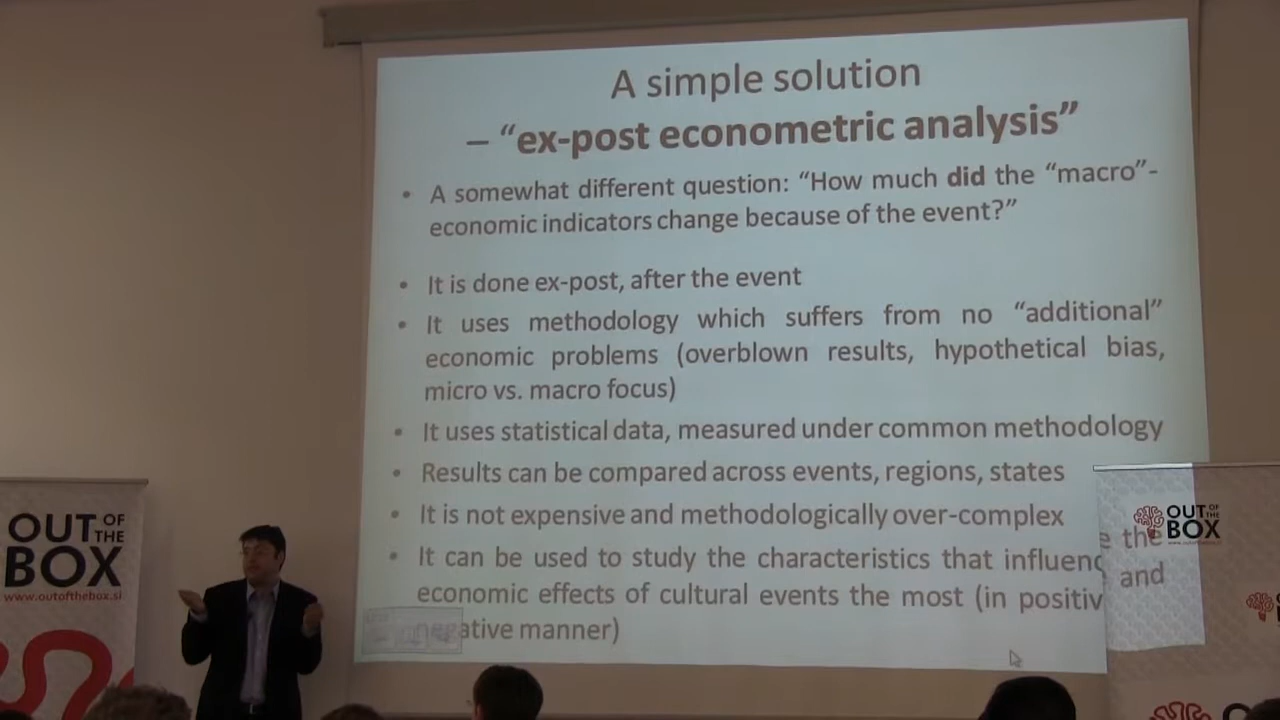 A simple solution
– “ex-post econometric analysis”
• A somewhat different question: “How much did the “macro”-
economic indicators change because of the event?”
• It is done ex-post, after the event
• It uses methodology which suffers from no “additional”
economic problems (overblown results, hypothetical bias,
micro vs. macro focus)
• It uses statistical data, measured under common methodology
• Results can be compared across events, regions, states
• It is not expensive and methodologically over-complex
• It can be used to study the characteristics that influenc e the
economic effects of cultural events the most (in positiv and
negative manner)
OUT OF
THE
BOX
www.outofthebox.si
OUT OF
THE
BOX